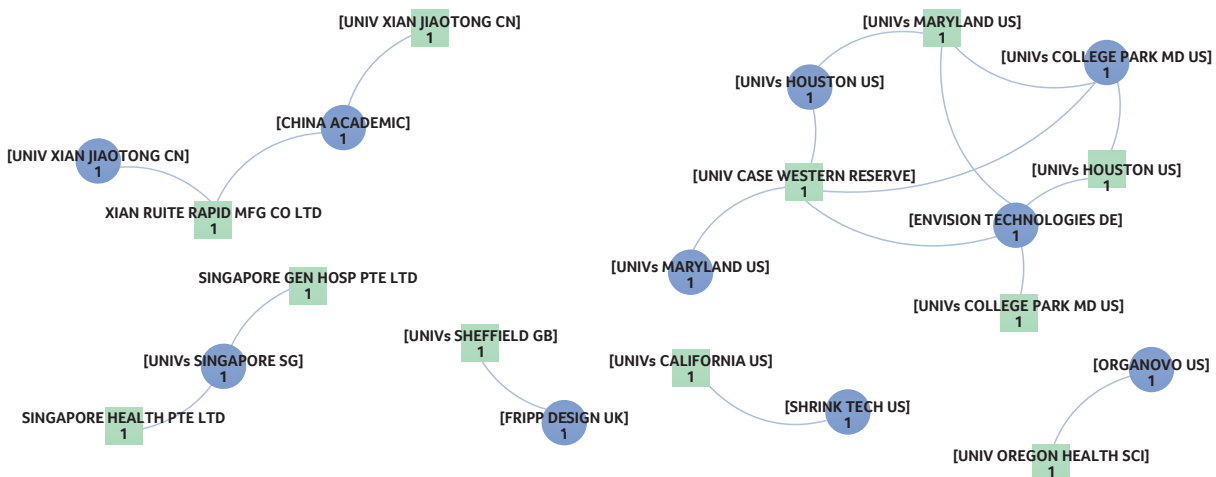 [UNIV XIAN JIAOTONG CN]
1
[CHINA ACADEMIC]
1
[UNIV XIAN JIAOTONG CN]
1
XIAN RUITE RAPID MFG CO LTD
1
SINGAPORE GEN HOSP PTE LTD
1
[UNIVs SINGAPORE SG]
1
SINGAPORE HEALTH PTE LTD
1
[UNIVs SHEFFIELD GB]
1
[FRIPP DESIGN UK]
1
[UNIVs MARYLAND US]
1
[UNIVs COLLEGE PARK MD US]
1
[UNIVs HOUSTON US]
1
[UNIV CASE WESTERN RESERVE]
1
[UNIVs HOUSTON US]
1
[ENVISION TECHNOLOGIES DE]
1
[UNIVs MARYLAND US]
1
[UNIVs COLLEGE PARK MD US]
1
[UNIVs CALIFORNIA US]
1
[SHRINK TECH US]
1
[ORGANOVO US]
1
[UNIV OREGON HEALTH SCI]
1